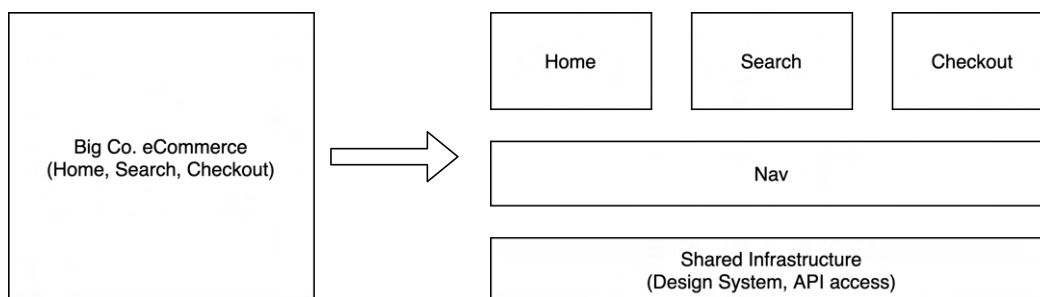 Big Co. eCommerce
(Home, Search, Checkout)
Home
Search
Checkout
Nav
Shared Infrastructure
(Design System, API access)